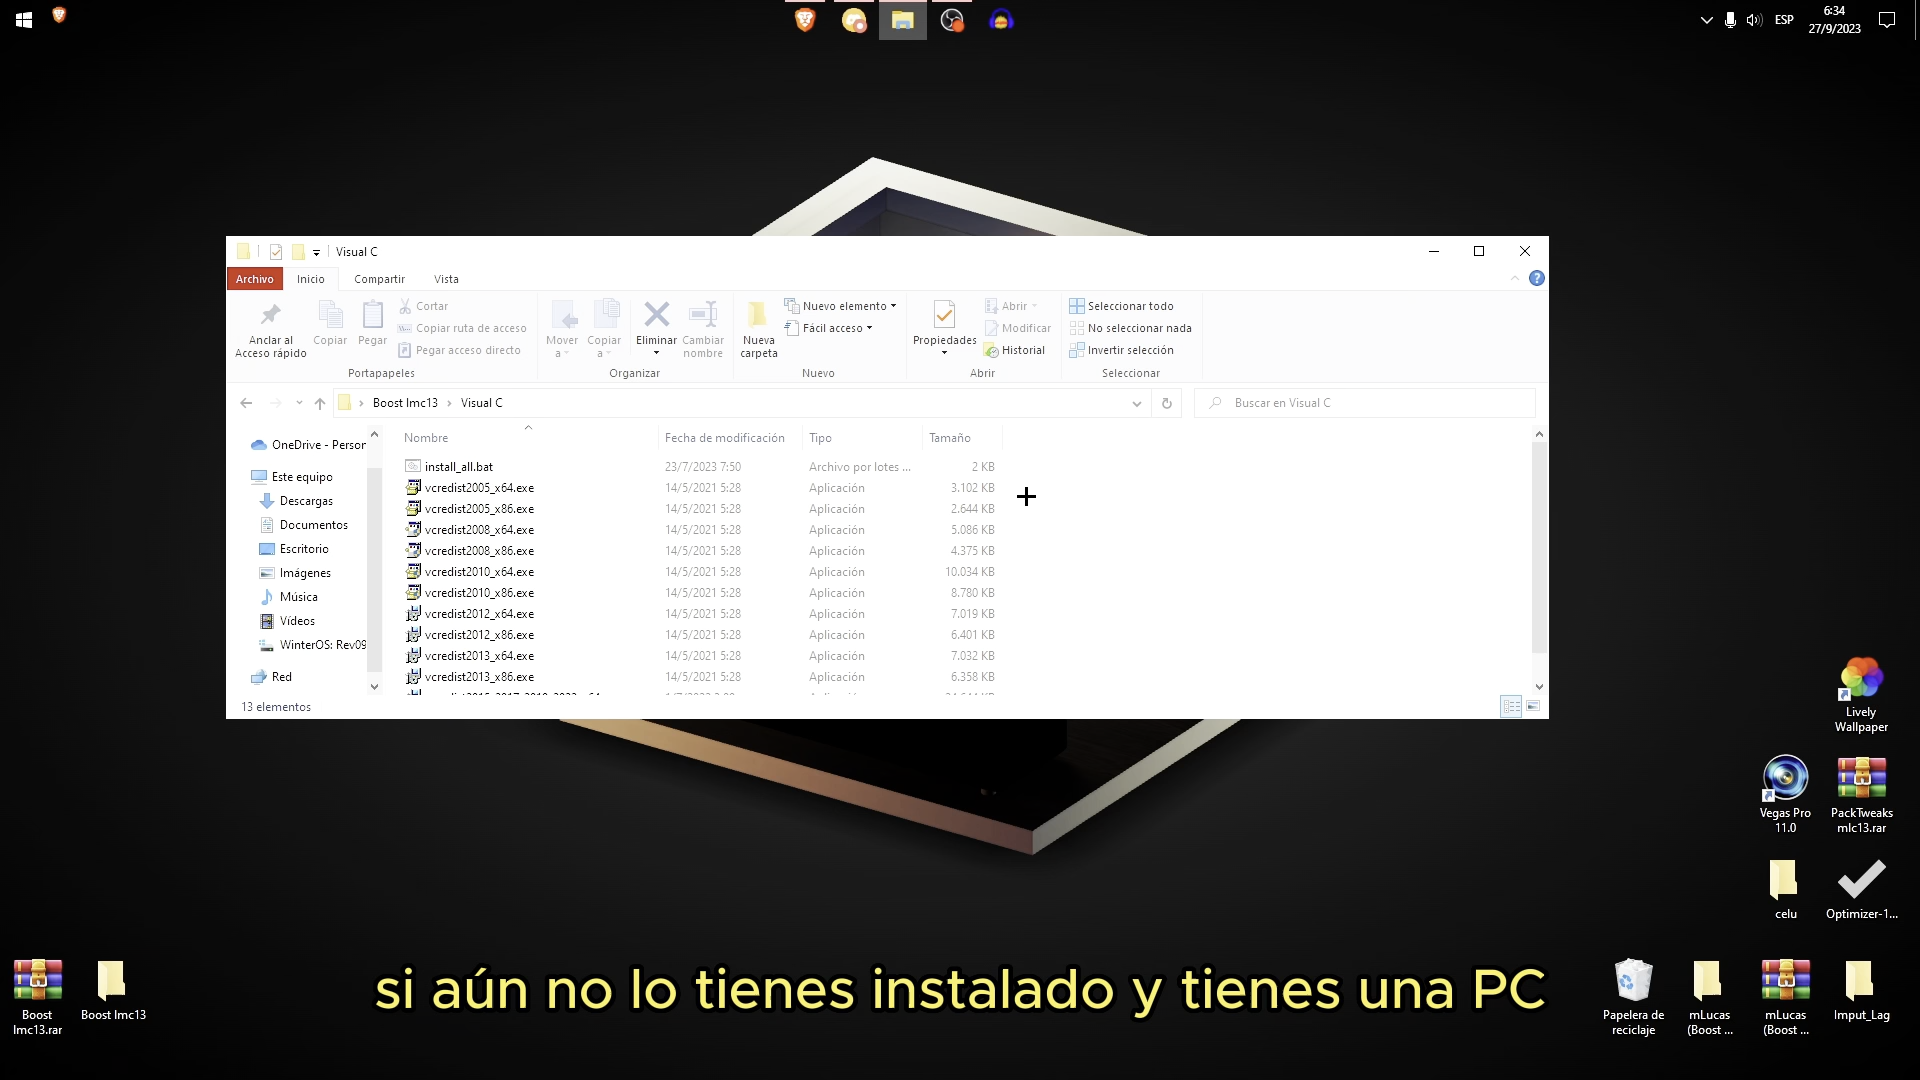 ESP
6:34
27/9/2023
Visual C
Archivo
Inicio
Compartir
Vista
Anclar al
Acceso rápido
Copiar
Pegar
Cortar
Copiar ruta de acceso
Pegar acceso directo
Portapapeles
Mover
a
Copiar
a
Eliminar
Cambiar
nombre
Organizar
Nueva
carpeta
Nuevo elemento
Fácil acceso
Nuevo
Propiedades
Abrir
Modificar
Historial
Abrir
Seleccionar todo
No seleccionar nada
Invertir selección
Seleccionar
Boost lmc13 › Visual C
Buscar en Visual C
OneDrive - Person
Este equipo
Descargas
Documentos
Escritorio
Imágenes
Música
Vídeos
WinterOS: Rev09
Red
Nombre Fecha de modificación Tipo Tamaño
install_all.bat 23/7/2023 7:50 Archivo por lotes ... 2 KB
vcredist2005_x64.exe 14/5/2021 5:28 Aplicación 3.102 KB
vcredist2005_x86.exe 14/5/2021 5:28 Aplicación 2.644 KB
vcredist2008_x64.exe 14/5/2021 5:28 Aplicación 5.086 KB
vcredist2008_x86.exe 14/5/2021 5:28 Aplicación 4.375 KB
vcredist2010_x64.exe 14/5/2021 5:28 Aplicación 10.034 KB
vcredist2010_x86.exe 14/5/2021 5:28 Aplicación 8.780 KB
vcredist2012_x64.exe 14/5/2021 5:28 Aplicación 7.019 KB
vcredist2012_x86.exe 14/5/2021 5:28 Aplicación 6.401 KB
vcredist2013_x64.exe 14/5/2021 5:28 Aplicación 7.032 KB
vcredist2013_x86.exe 14/5/2021 5:28 Aplicación 6.358 KB
13 elementos
Lively
Wallpaper
Vegas Pro
11.0
PackTweaks
mlc13.rar
celu
Optimizer-1...
Boost
lmc13.rar
Boost lmc13
si aún no lo tienes instalado y tienes una PC
Papelera de
reciclaje
mLucas
(Boost ...
mLucas
(Boost ...
Imput_Lag